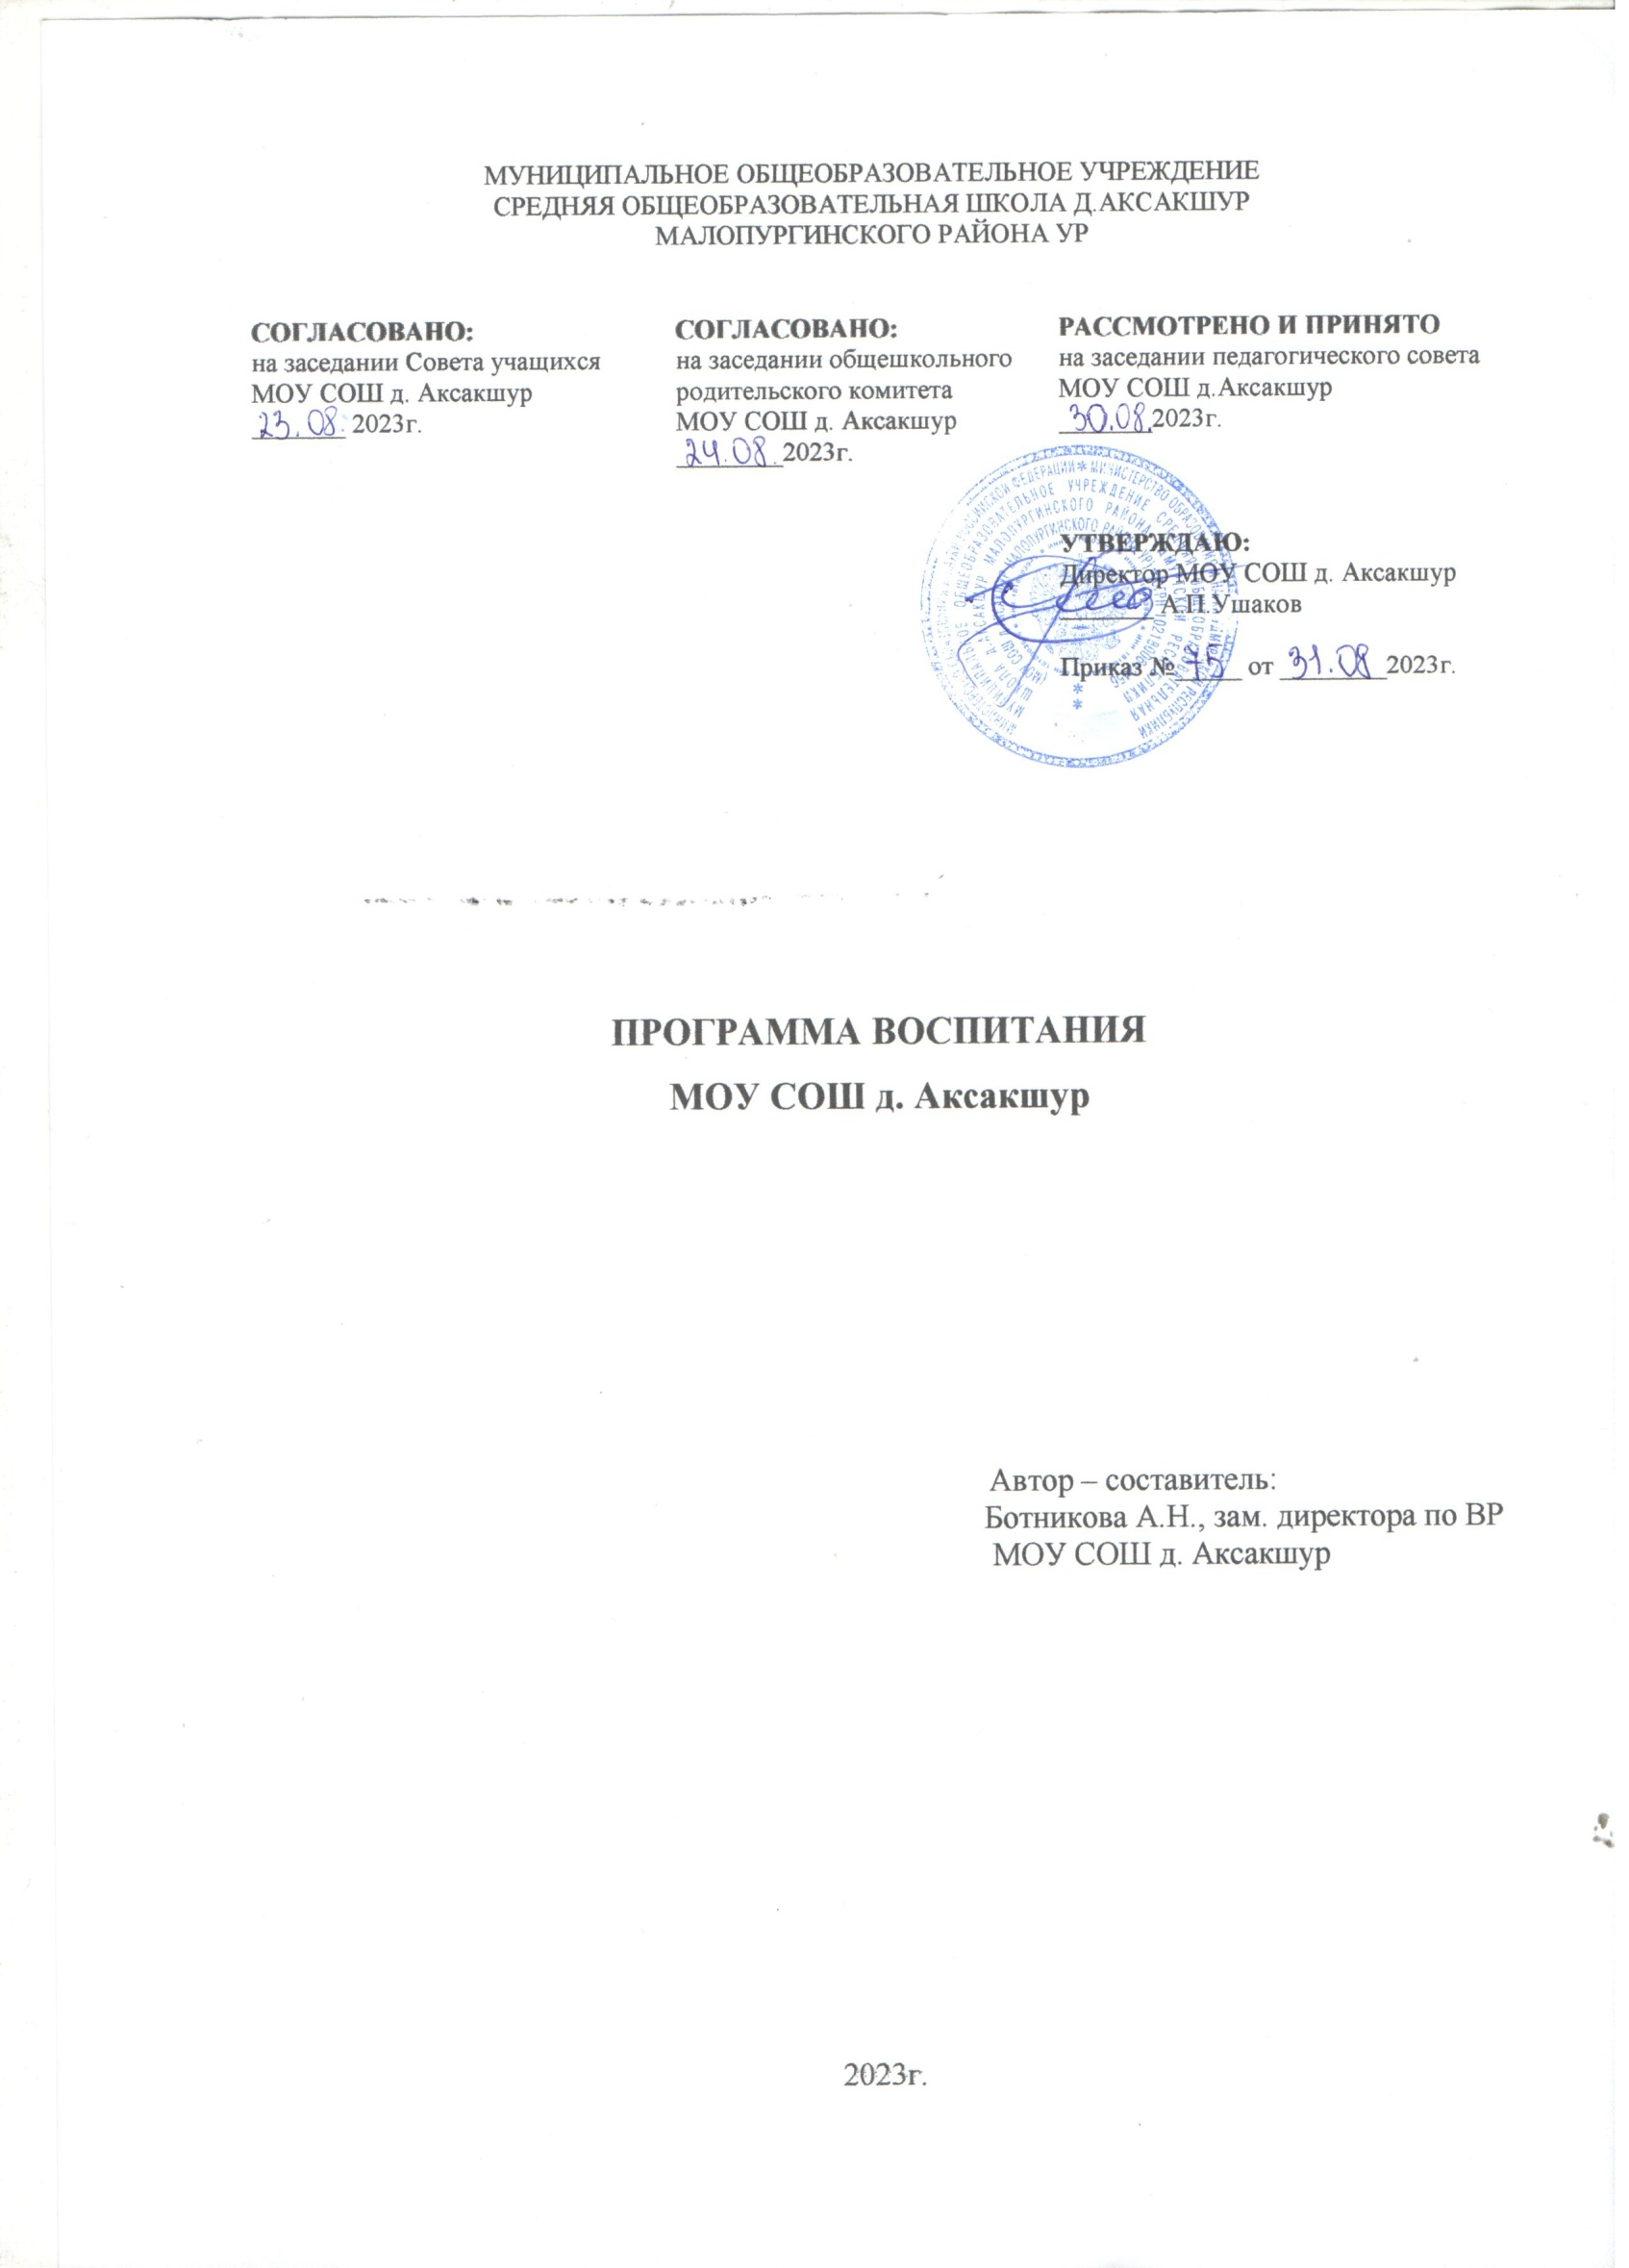 МУНИЦИПАЛЬНОЕ ОБЩЕОБРАЗОВАТЕЛЬНОЕ УЧРЕЖДЕНИЕ
СРЕДНЯЯ ОБЩЕОБРАЗОВАТЕЛЬНАЯ ШКОЛА Д.АКСАКШУР
МАЛОПУРГИНСКОГО РАЙОНА УР
СОГЛАСОВАНО:
на заседании Совета учащихся
МОУ СОШ д. Аксакшур
23.08. 2023г.
СОГЛАСОВАНО:
на заседании общешкольного
родительского комитета
МОУ СОШ д. Аксакшур
24.08.2023г.
РАССМОТРЕНО И ПРИНЯТО
на заседании педагогического совета
МОУ СОШ д.Аксакшур
30.08.2023г.
УТВЕРЖДАЮ:
Директор МОУ СОШ д. Аксакшур
А.П.Ушаков
Приказ № 75 от 31.08 2023г.
ПРОГРАММА ВОСПИТАНИЯ
МОУ СОШ д. Аксакшур
Автор – составитель:
Ботникова А.Н., зам. директора по ВР
МОУ СОШ д. Аксакшур
2023г.